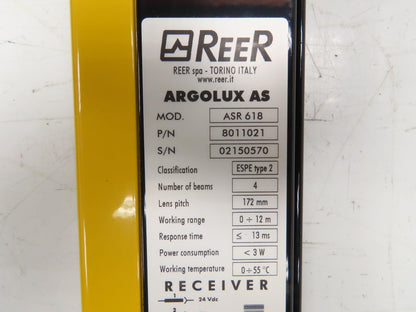 REER
REER spa - TORINO ITALY
www.reer.it
ARGOLUX AS
MOD. ASR 618
P/N 8011021
S/N 02150570
Classification ESPE type 2
Number of beams 4
Lens pitch 172 mm
Working range 0 ÷ 12 m
Response time ≤ 13 ms
Power consumption < 3 W
Working temperature 0÷55 °C
RECEIVER
1 24 Vdc
2